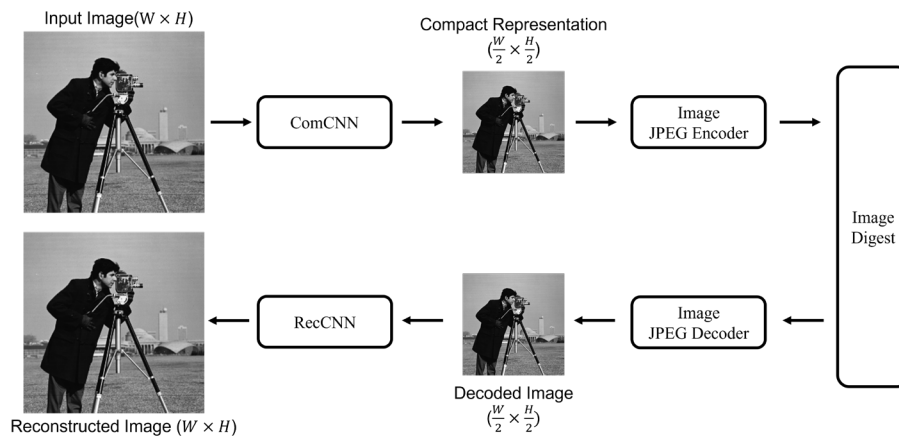 Input Image(W × H)
ComCNN
Compact Representation
(W/2 × H/2)
Image
JPEG Encoder
Image
Digest
Image
JPEG Decoder
Decoded Image
(W/2 × H/2)
RecCNN
Reconstructed Image (W × H)